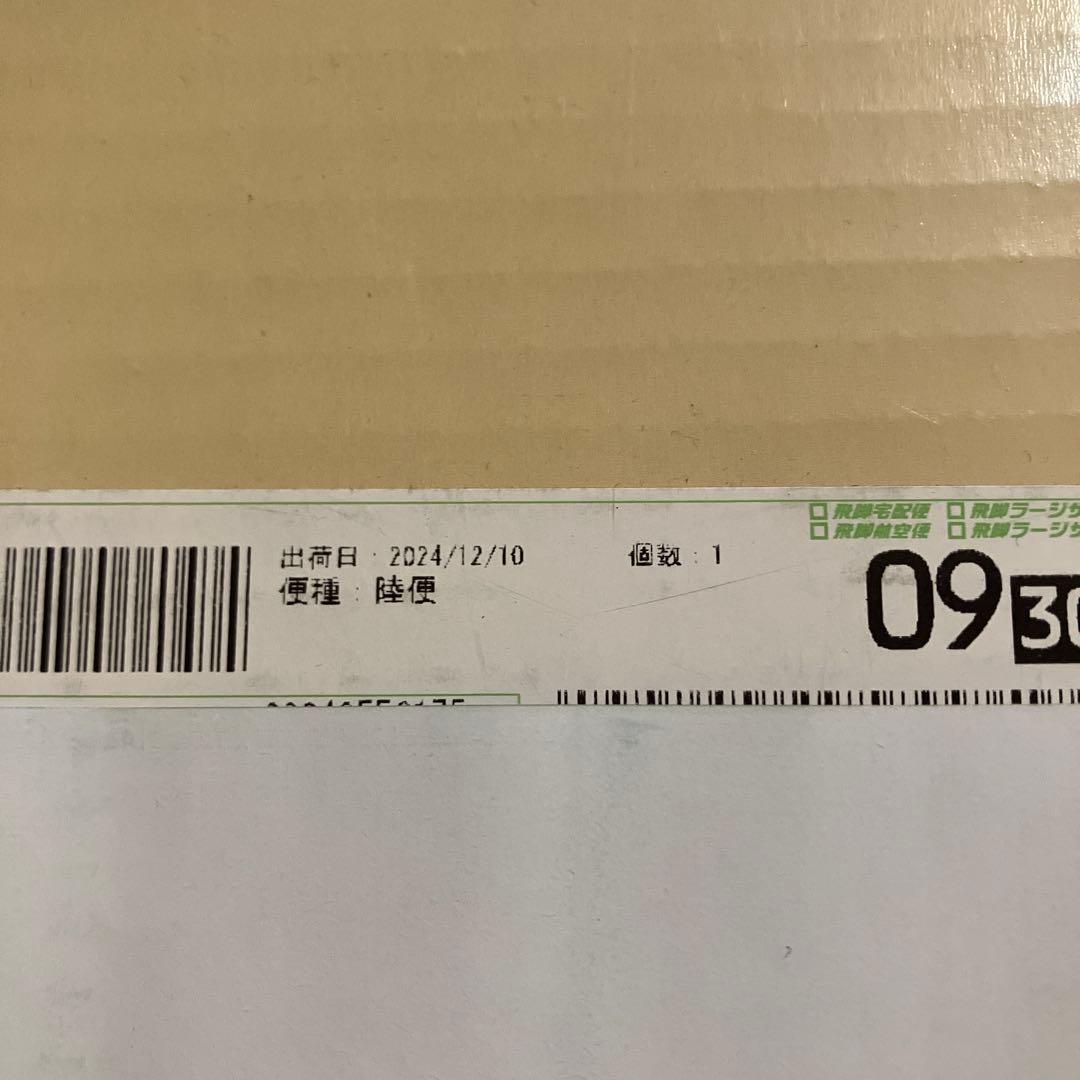 飛脚宅配便 飛脚ラージサ
飛脚航空便 飛脚ラージサ
出荷日：2024/12/10 個数：1
便種：陸便
09 30